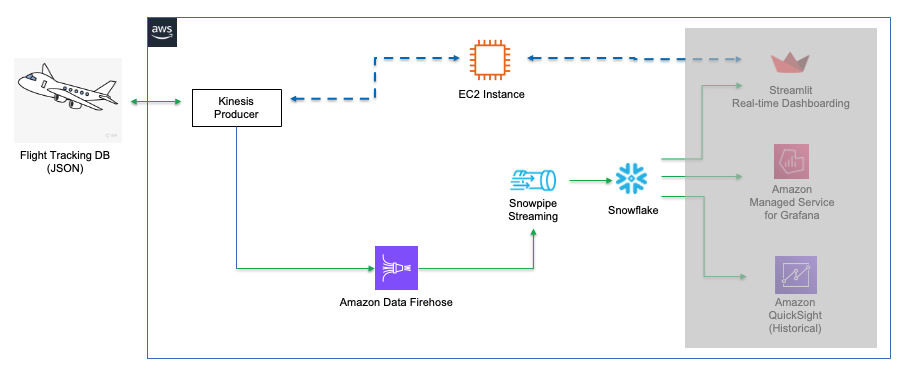 aws
Kinesis
Producer
EC2 Instance
Streamlit
Real-time Dashboarding
Flight Tracking DB
(JSON)
Snowpipe
Streaming
Snowflake
Amazon
Managed Service
for Grafana
Amazon Data Firehose
Amazon
QuickSight
(Historical)